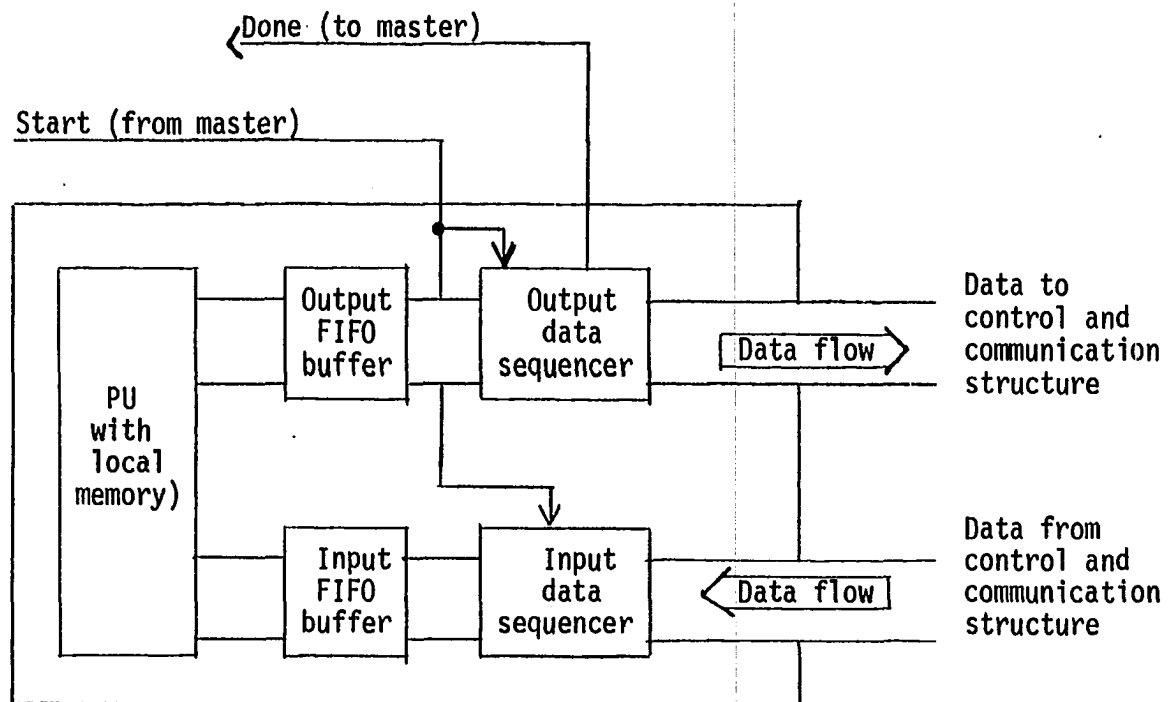 Done (to master)
Start (from master)
PU
with
local
memory)
Output
FIFO
buffer
Output
data
sequencer
Data flow
Data to
control and
communication
structure
Input
FIFO
buffer
Input
data
sequencer
Data flow
Data from
control and
communication
structure